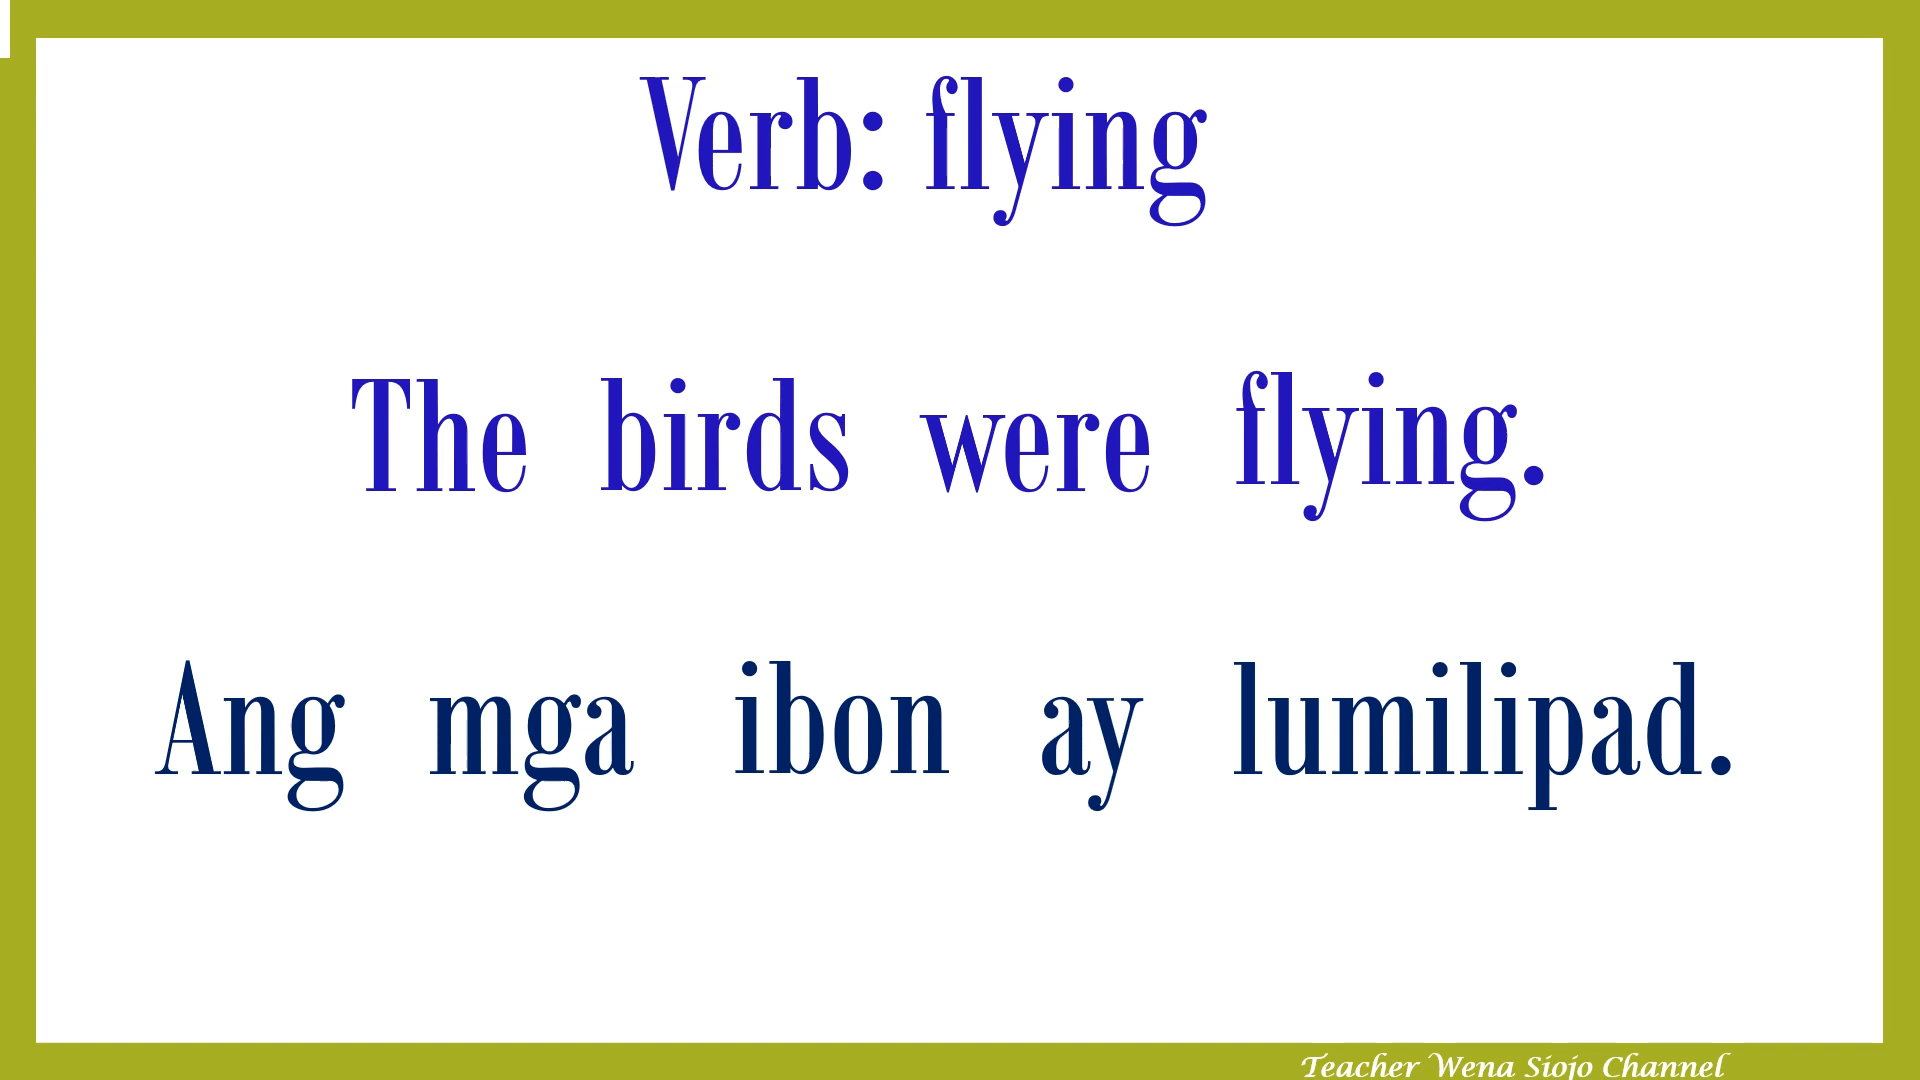 Verb: flying
The birds were flying.
Ang mga ibon ay lumilipad.
Teacher Wena Siojo Channel